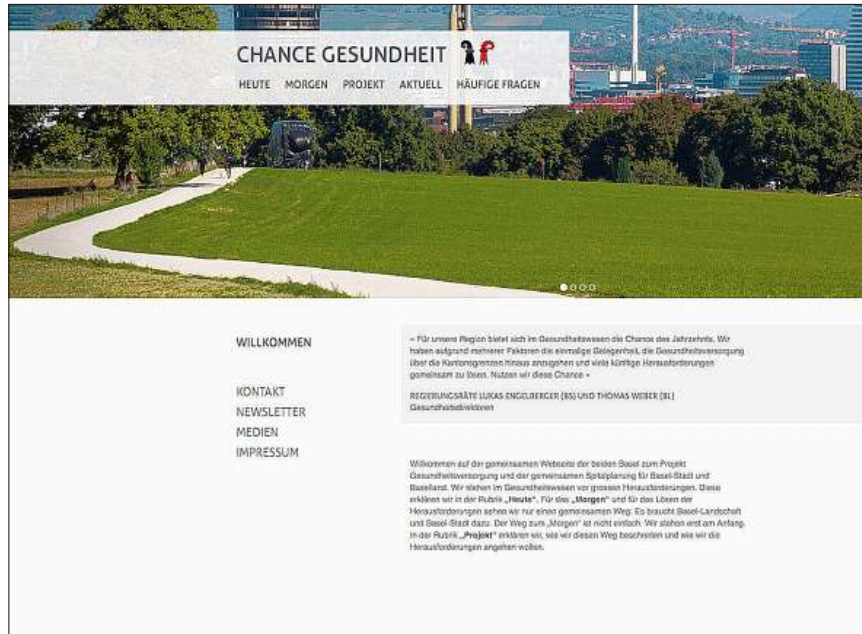 CHANCE GESUNDHEIT
HEUTE MORGEN PROJEKT AKTUELL HÄUFIGE FRAGEN
WILLKOMMEN
KONTAKT
NEWSLETTER
MEDIEN
IMPRESSUM
« Für unsere Region bietet sich im Gesundheitswesen die Chance des Jahrzehnts. Wir
haben aufgrund mehrerer Faktoren die einmalige Gelegenheit, die Gesundheitsversorgung
über die Kantonsgrenzen hinaus anzugehen und viele künftige Herausforderungen
gemeinsam zu lösen. Nutzen wir diese Chance »
REGIERUNGSRÄTE LUKAS ENGELBERGER (BS) UND THOMAS WEBER (BL)
Gesundheitsdirektoren
Willkommen auf der gemeinsamen Webseite der beiden Basel zum Projekt
Gesundheitsversorgung und der gemeinsamen Spitalplanung für Basel-Stadt und
Baselland. Wir stehen im Gesundheitswesen vor grossen Herausforderungen. Diese
erklären wir in der Rubrik „Heute“. Für das „Morgen“ und für das Lösen der
Herausforderungen sehen wir nur einen gemeinsamen Weg. Es braucht Basel-Landschaft
und Basel-Stadt dazu. Der Weg zum „Morgen“ ist nicht einfach. Wir stehen erst am Anfang.
In der Rubrik „Projekt“ erklären wir, wie wir diesen Weg beschreiten und wie wir die
Herausforderungen angehen wollen.